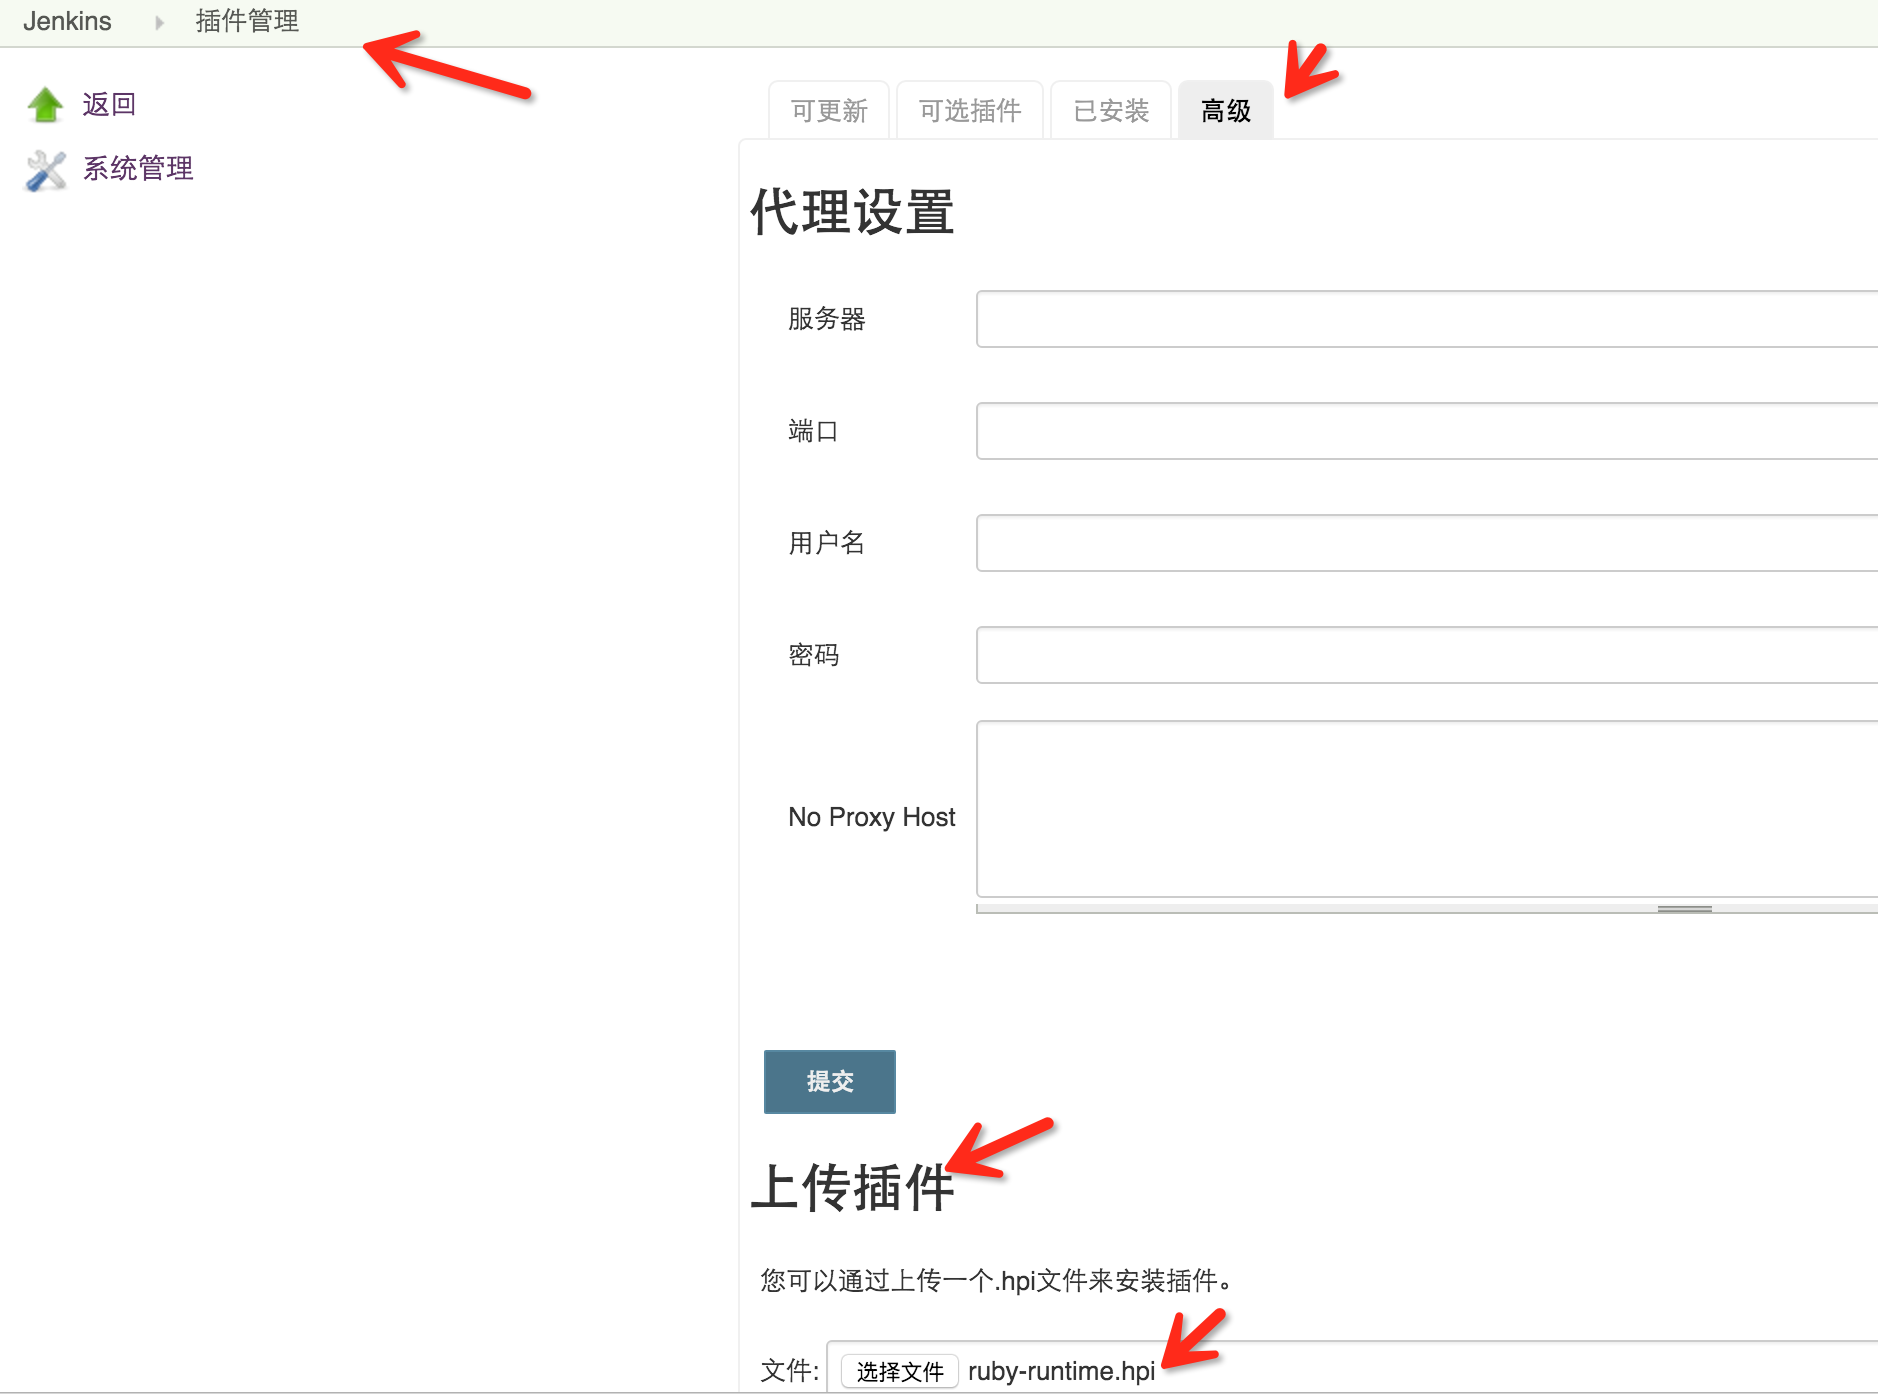 Jenkins 插件管理
返回
系统管理
可更新 可选插件 已安装 高级
代理设置
服务器
端口
用户名
密码
No Proxy Host
提交
上传插件
您可以通过上传一个.hpi文件来安装插件。
文件: 选择文件 ruby-runtime.hpi